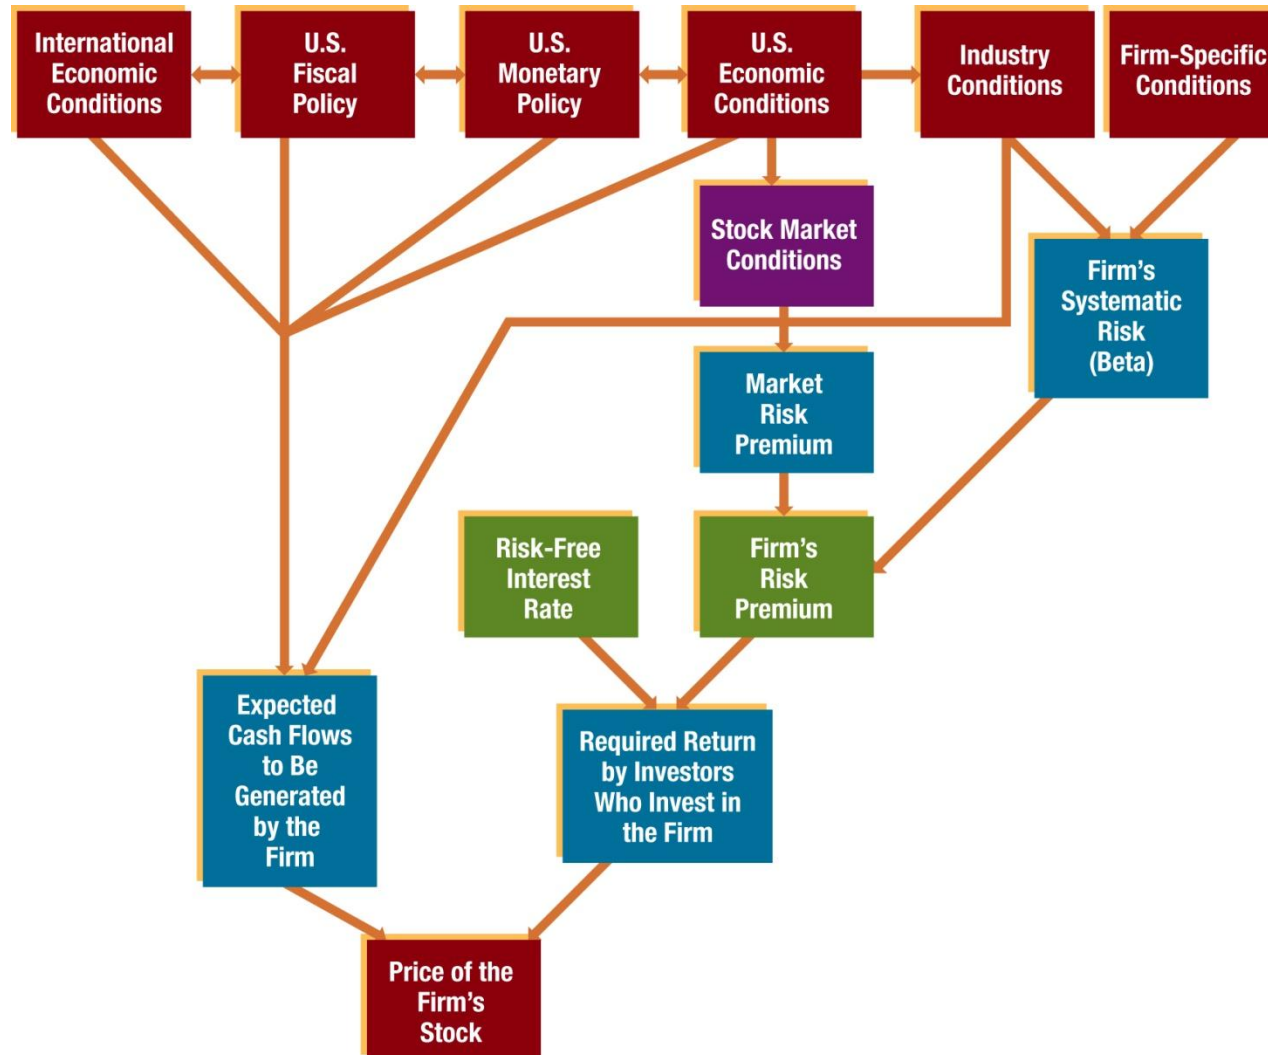 International
Economic
Conditions
U.S.
Fiscal
Policy
U.S.
Monetary
Policy
U.S.
Economic
Conditions
Industry
Conditions
Firm-Specific
Conditions
Stock Market
Conditions
Firm’s
Systematic
Risk
(Beta)
Market
Risk
Premium
Risk-Free
Interest
Rate
Firm’s
Risk
Premium
Expected
Cash Flows
to Be
Generated
by the
Firm
Required Return
by Investors
Who Invest in
the Firm
Price of the
Firm’s
Stock